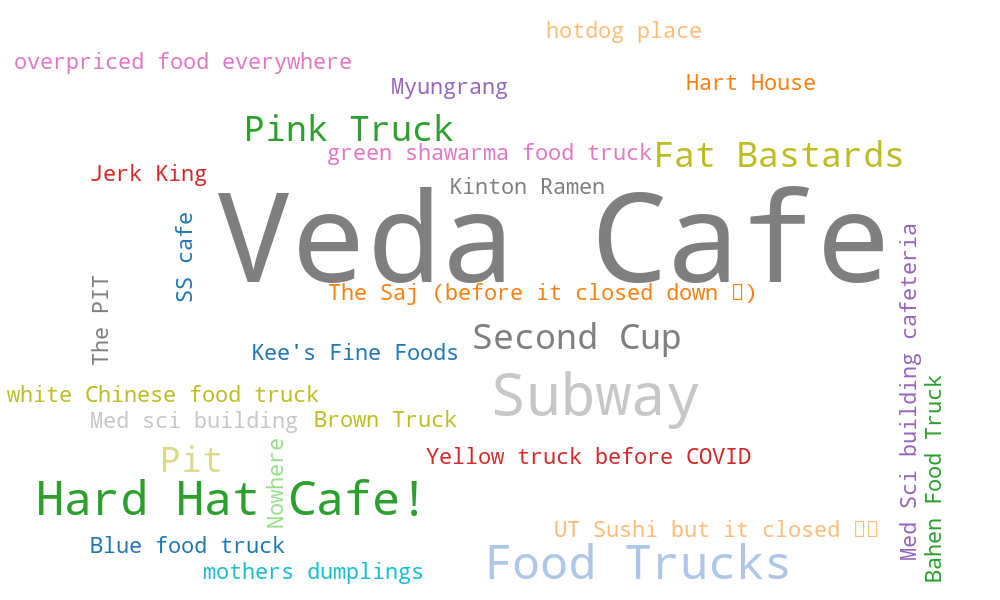 hotdog place
overpriced food everywhere
Myungrang
Hart House
Pink Truck
green shawarma food truck
Fat Bastards
Jerk King
Kinton Ramen
Veda Cafe
SS cafe
The Saj (before it closed down ▯)
The PIT
Second Cup
Kee's Fine Foods
Subway
white Chinese food truck
Med sci building
Brown Truck
Med Sci building cafeteria
Bahen Food Truck
Pit
Nowhere
Yellow truck before COVID
Hard Hat Cafe!
UT Sushi but it closed ▯▯
Blue food truck
Food Trucks
mothers dumplings